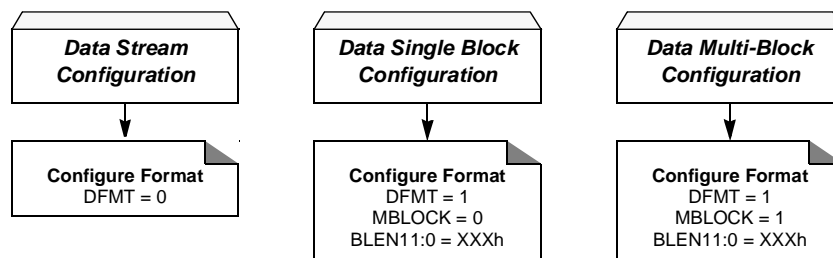 Data Stream
Configuration
Configure Format
DFMT = 0
Data Single Block
Configuration
Configure Format
DFMT = 1
MBLOCK = 0
BLEN11:0 = XXXh
Data Multi-Block
Configuration
Configure Format
DFMT = 1
MBLOCK = 1
BLEN11:0 = XXXh